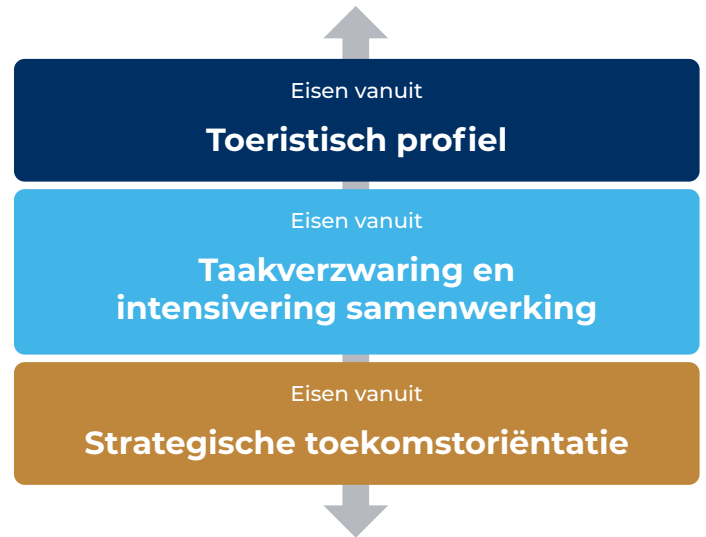 Eisen vanuit
Toeristisch profiel
Eisen vanuit
Taakverzwaring en
intensivering samenwerking
Eisen vanuit
Strategische toekomstoriëntatie